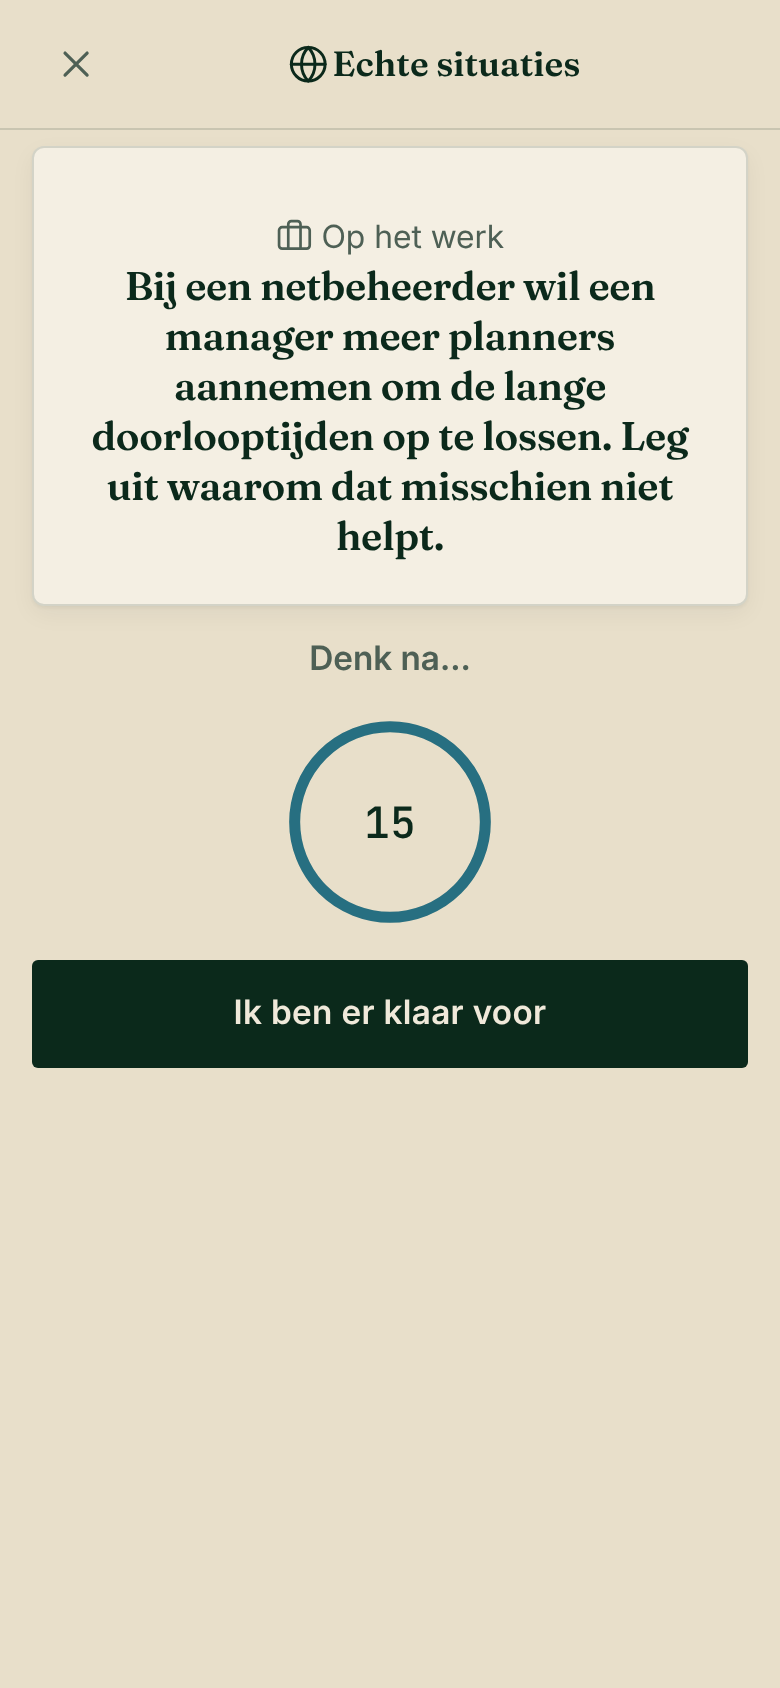 Echte situaties
Op het werk
Bij een netbeheerder wil een
manager meer planners
aannemen om de lange
doorlooptijden op te lossen. Leg
uit waarom dat misschien niet
helpt.
Denk na...
15
Ik ben er klaar voor